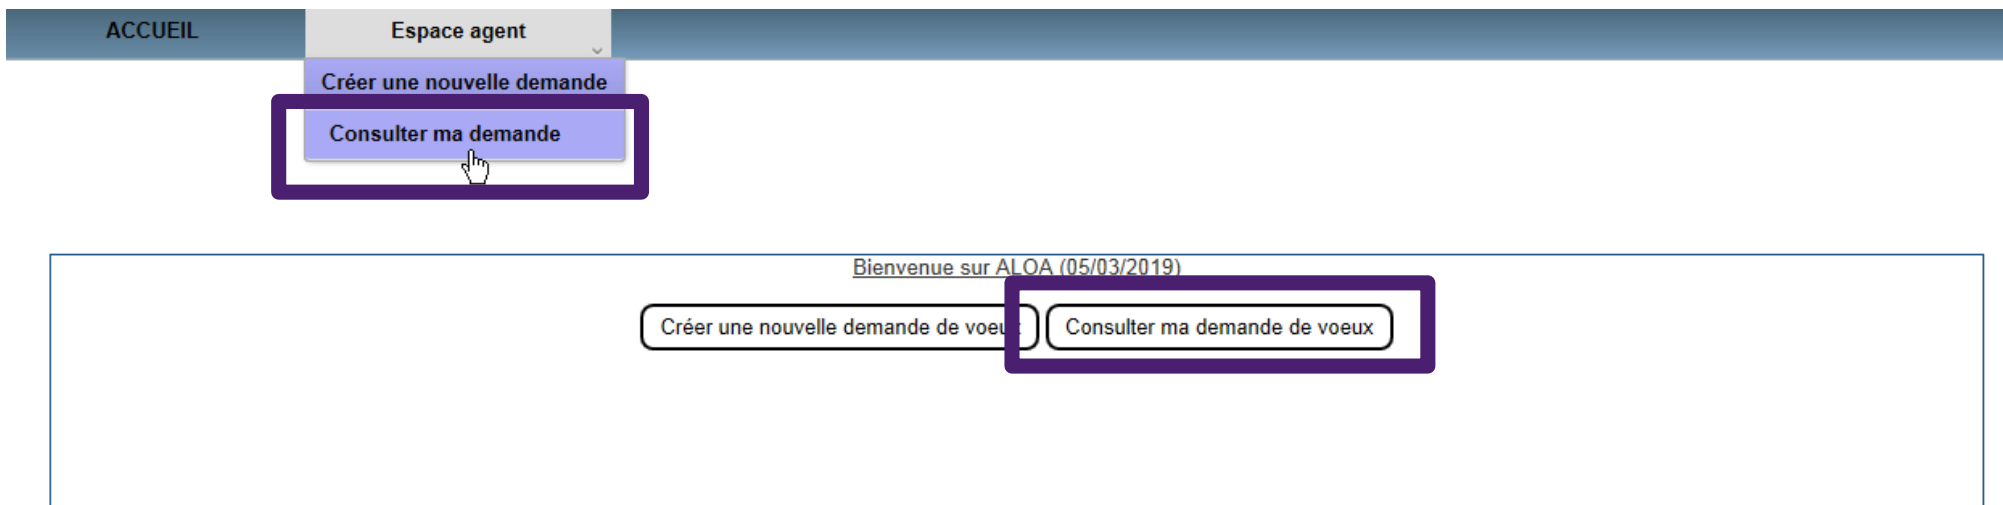 ACCUEIL Espace agent
Créer une nouvelle demande
Consulter ma demande
Bienvenue sur ALOA (05/03/2019)
Créer une nouvelle demande de voeux Consulter ma demande de voeux